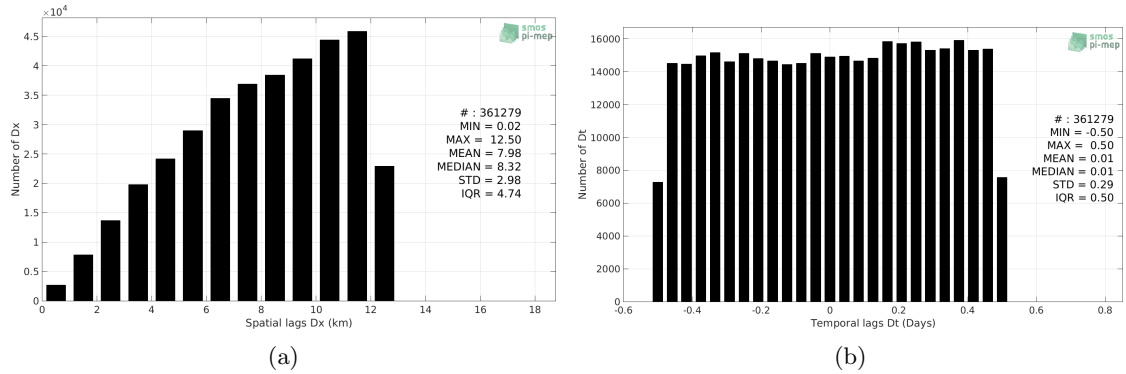 ×10⁴
4.5
4
3.5
3
2.5
2
1.5
1
0.5
0
Number of Dx
0 2 4 6 8 10 12 14 16 18
Spatial lags Dx (km)
smos
pi-mep
# : 361279
MIN = 0.02
MAX = 12.50
MEAN = 7.98
MEDIAN = 8.32
STD = 2.98
IQR = 4.74
(a)
16000
14000
12000
10000
8000
6000
4000
2000
0
Number of Dt
-0.6 -0.4 -0.2 0 0.2 0.4 0.6 0.8
Temporal lags Dt (Days)
smos
pi-mep
# : 361279
MIN = -0.50
MAX = 0.50
MEAN = 0.01
MEDIAN = 0.01
STD = 0.29
IQR = 0.50
(b)